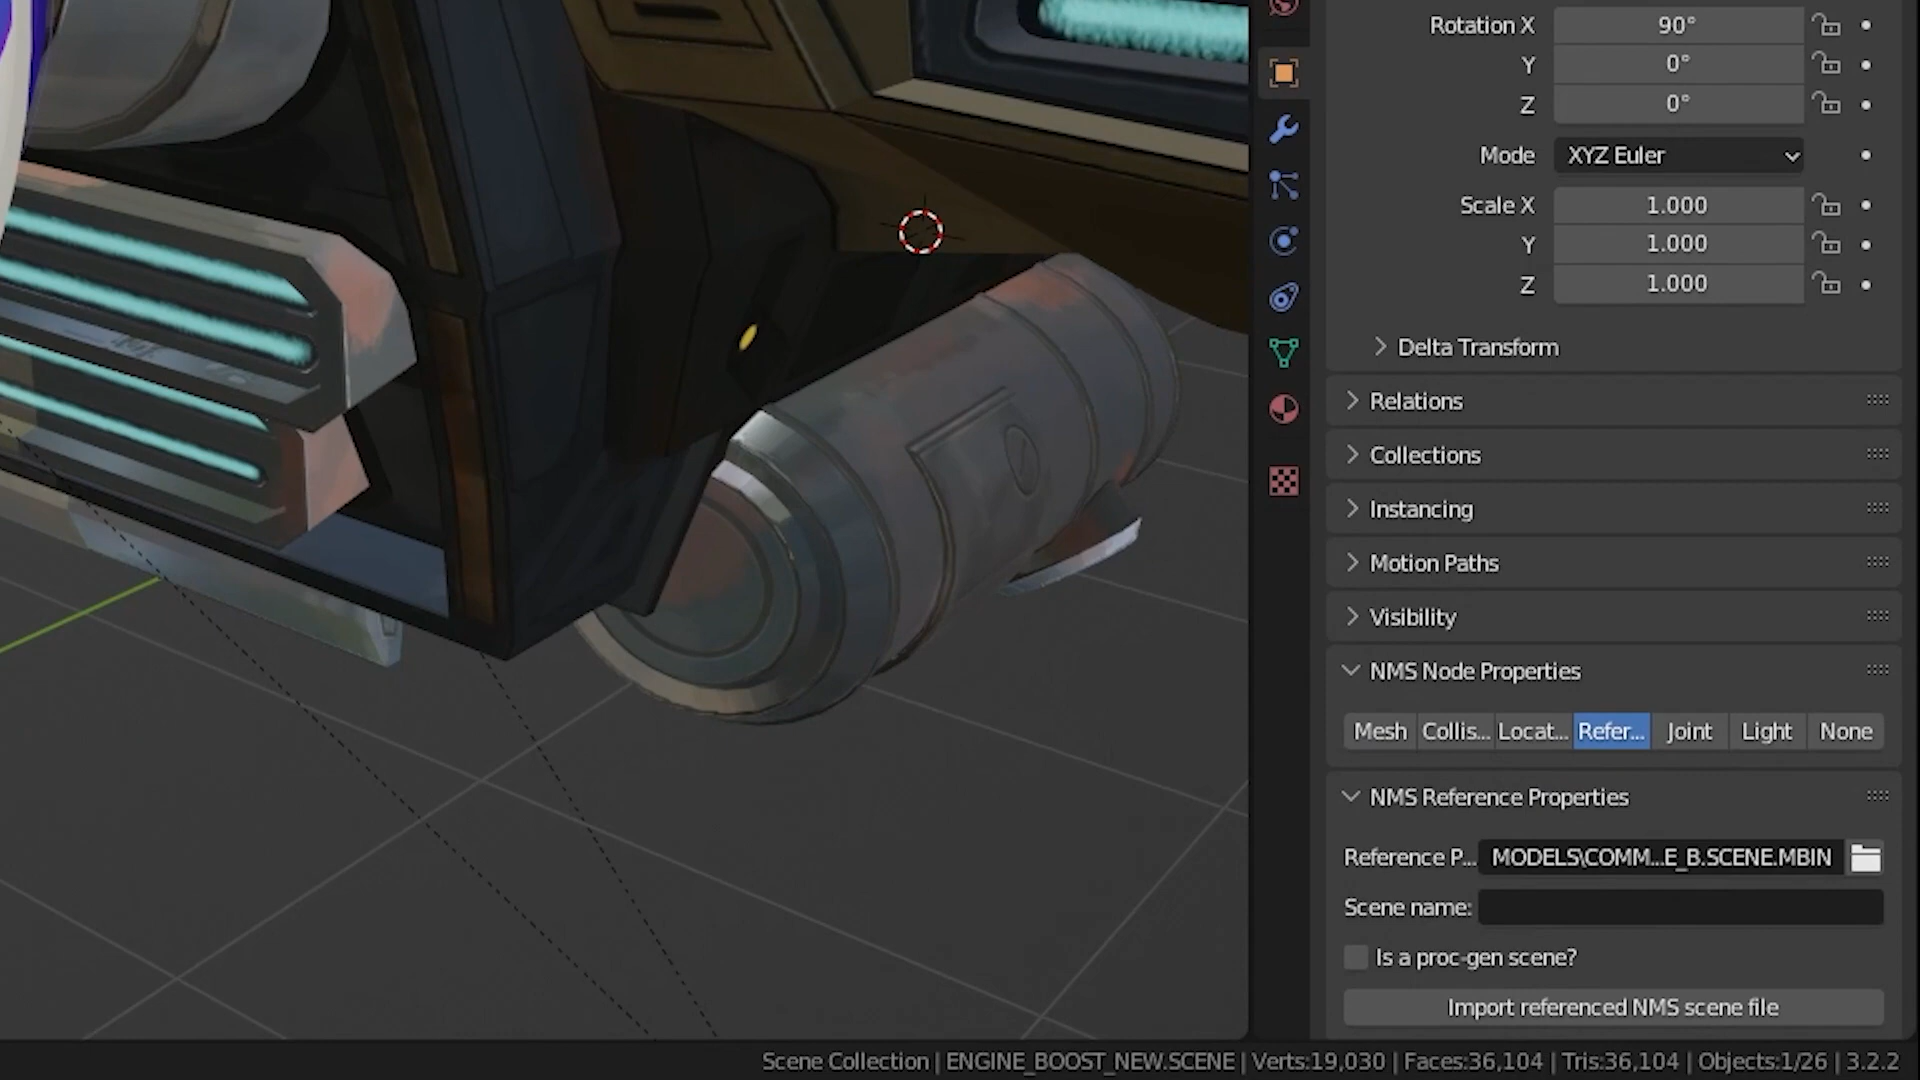 Rotation X 90°
Y 0°
Z 0°
Mode XYZ Euler
Scale X 1.000
Y 1.000
Z 1.000
Delta Transform
Relations
Collections
Instancing
Motion Paths
Visibility
NMS Node Properties
Mesh Collis... Locat... Refer... Joint Light None
NMS Reference Properties
Reference P... MODELS\COMM...E_B.SCENE.MBIN
Scene name:
Is a proc-gen scene?
Import referenced NMS scene file
Scene Collection | ENGINE_BOOST_NEW.SCENE | Verts:19,030 | Faces:36,104 | Tris:36,104 | Objects:1/26 | 3.2.2